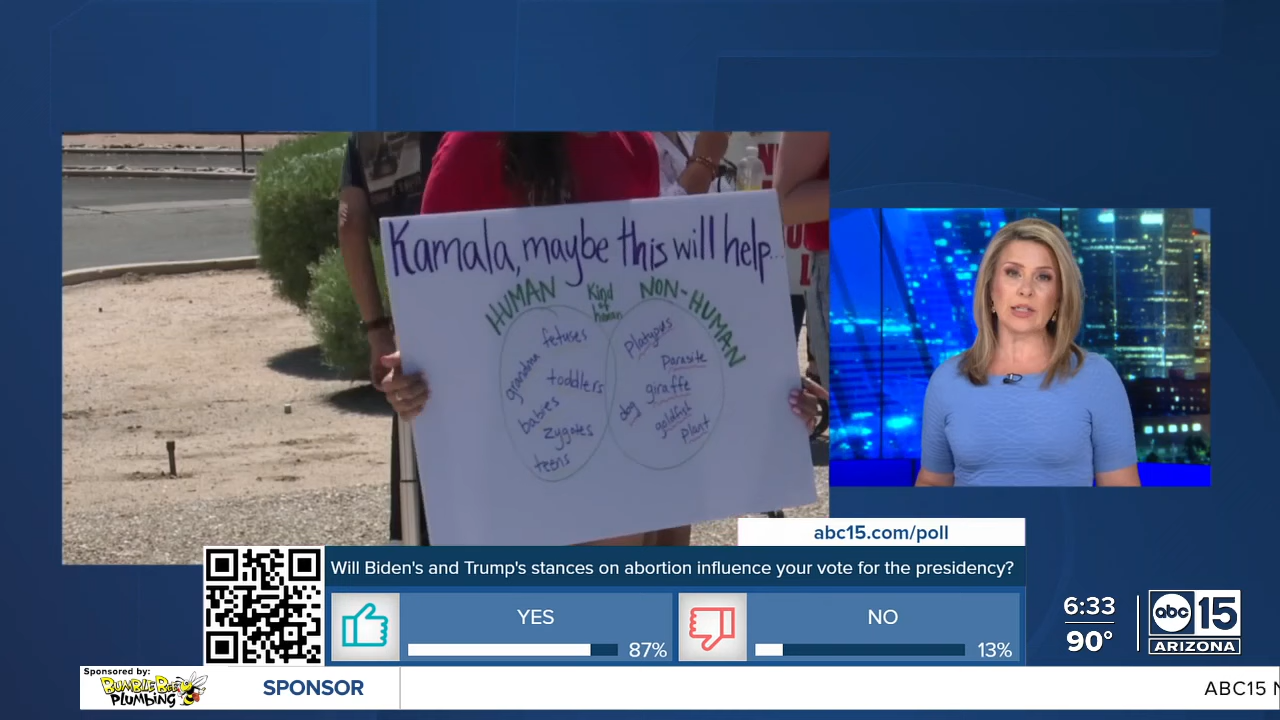 Kamala, maybe this will help...
HUMAN
Kind
human
NON-HUMAN
fetuses
grandma
toddlers
babies
zygotes
teens
platypus
Parasite
giraffe
dog
goldfish
plant
abc15.com/poll
Will Biden's and Trump's stances on abortion influence your vote for the presidency?
YES
87%
NO
13%
6:33
90°
abc 15
ARIZONA
Sponsored by:
BUMBLE BEE
PLUMBING
SPONSOR
ABC15 N